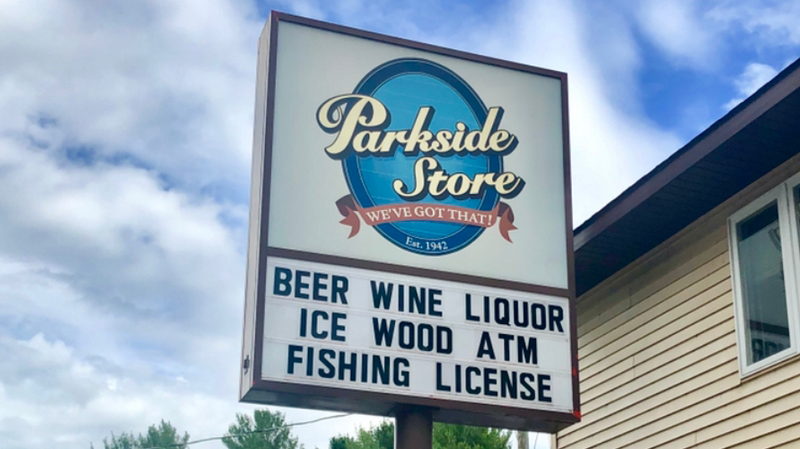 Parkside
Store
WE'VE GOT THAT!
Est. 1942
BEER WINE LIQUOR
ICE WOOD ATM
FISHING LICENSE